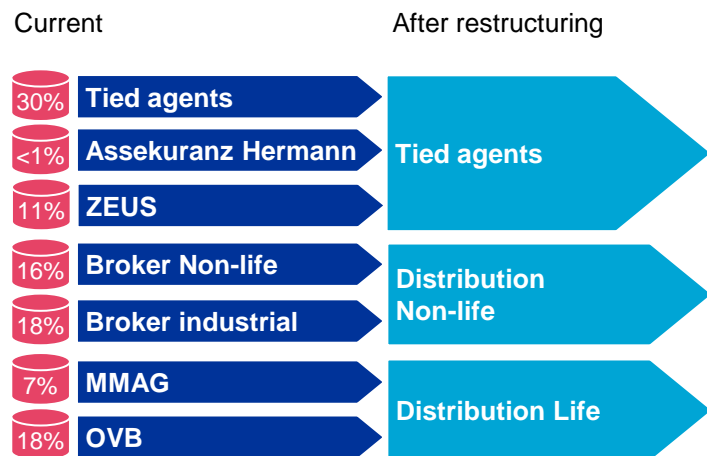 Current
After restructuring
30%
Tied agents
<1%
Assekuranz Hermann
11%
ZEUS
Tied agents
16%
Broker Non-life
18%
Broker industrial
Distribution
Non-life
7%
MMAG
18%
OVB
Distribution Life